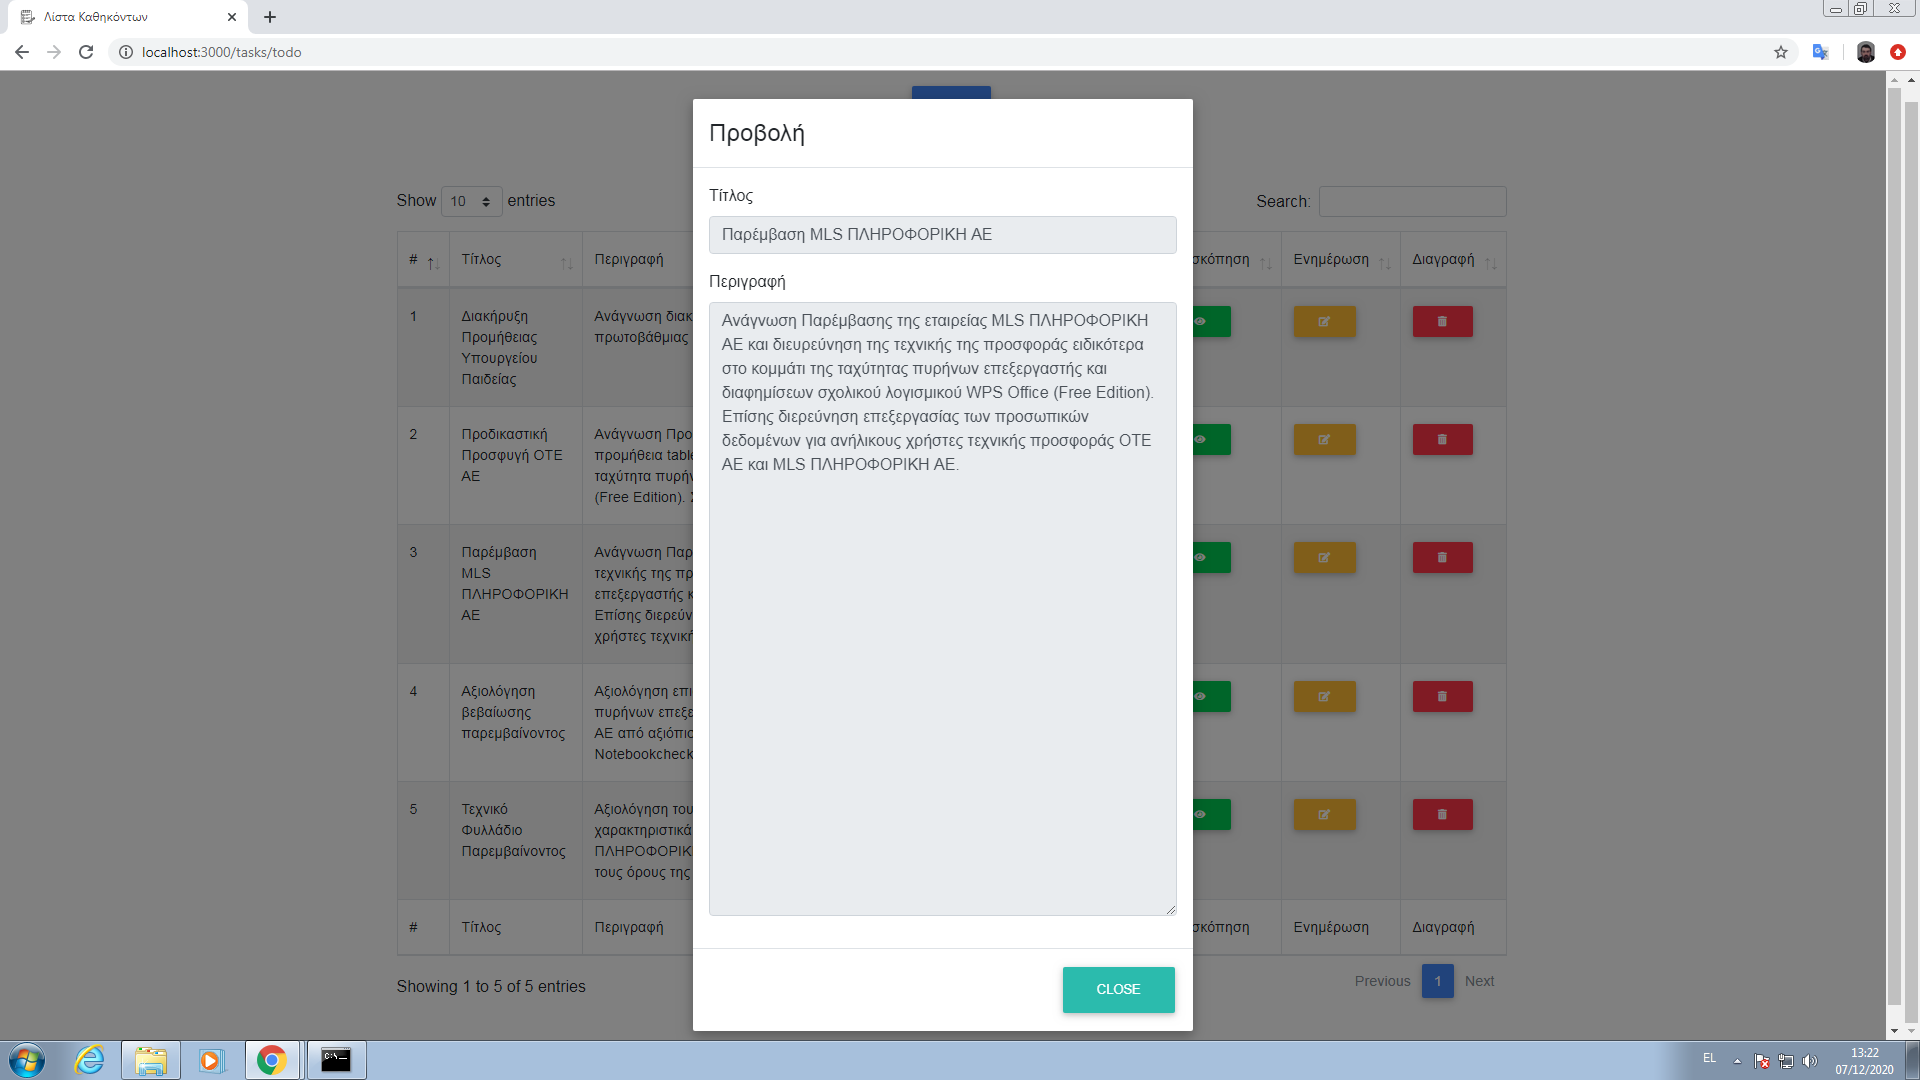 Λίστα Καθηκόντων
localhost:3000/tasks/todo
Προβολή
Τίτλος
Παρέμβαση MLS ΠΛΗΡΟΦΟΡΙΚΗ ΑΕ
Περιγραφή
Ανάγνωση Παρέμβασης της εταιρείας MLS ΠΛΗΡΟΦΟΡΙΚΗ
ΑΕ και διευρεύνηση της τεχνικής της προσφοράς ειδικότερα
στο κομμάτι της ταχύτητας πυρήνων επεξεργαστής και
διαφημίσεων σχολικού λογισμικού WPS Office (Free Edition).
Επίσης διερεύνηση επεξεργασίας των προσωπικών
δεδομένων για ανήλικους χρήστες τεχνικής προσφοράς ΟΤΕ
ΑΕ και MLS ΠΛΗΡΟΦΟΡΙΚΗ ΑΕ.
CLOSE
Show 10 entries
Search:
# Τίτλος Περιγραφή σκόπηση Ενημέρωση Διαγραφή
1 Διακήρυξη Ανάγνωση διακ
Προμήθειας πρωτοβάθμιας
Υπουργείου
Παιδείας
2 Προδικαστική Ανάγνωση Προ
Προσφυγή ΟΤΕ προμήθεια table
ΑΕ ταχύτητα πυρήν
(Free Edition).
3 Παρέμβαση Ανάγνωση Παρ
MLS τεχνικής της πρ
ΠΛΗΡΟΦΟΡΙΚΗ επεξεργαστής κ
ΑΕ Επίσης διερεύν
χρήστες τεχνική
4 Αξιολόγηση Αξιολόγηση επι
βεβαίωσης πυρήνων επεξε
παρεμβαίνοντος ΑΕ από αξιόπισ
Notebookcheck
5 Τεχνικό Αξιολόγηση του
Φυλλάδιο χαρακτηριστικά
Παρεμβαίνοντος ΠΛΗΡΟΦΟΡΙΚ
τους όρους της
# Τίτλος Περιγραφή σκόπηση Ενημέρωση Διαγραφή
Showing 1 to 5 of 5 entries
Previous 1 Next
EL
13:22
07/12/2020